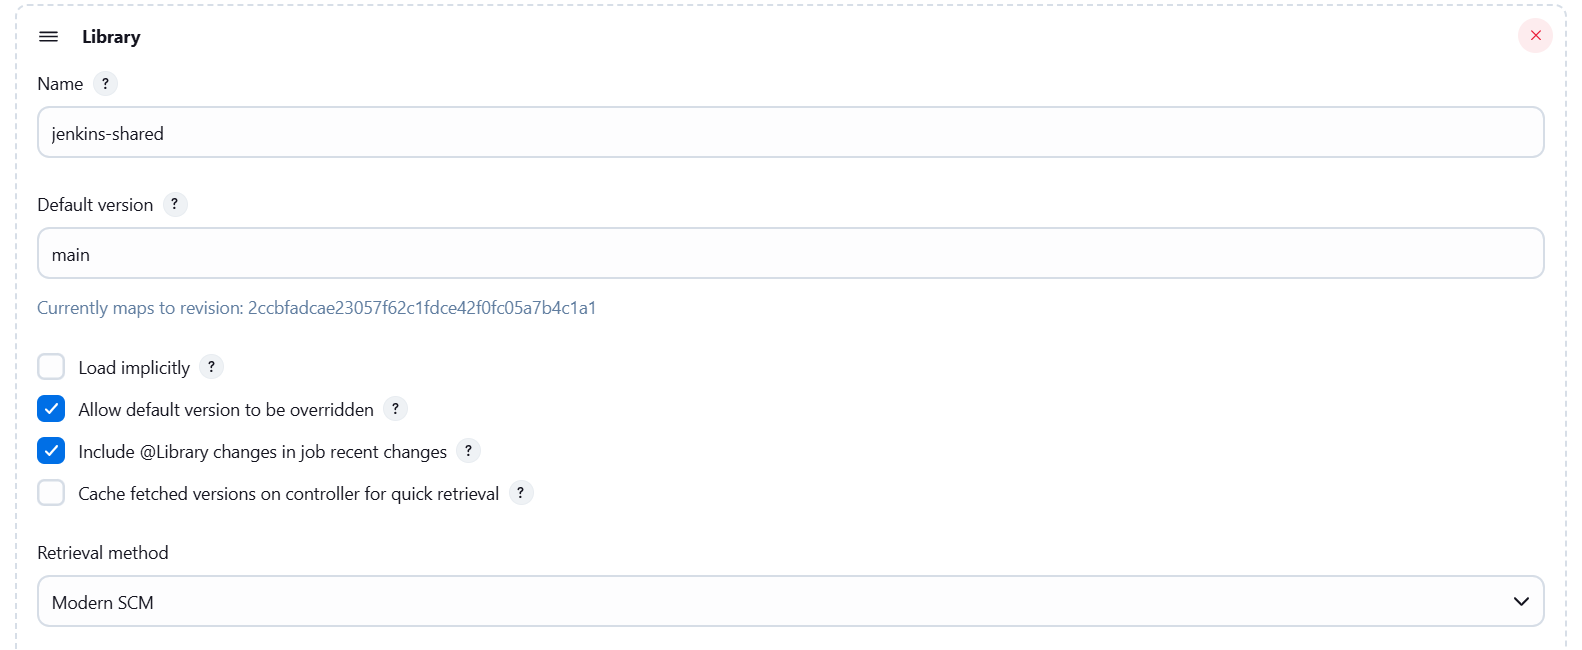 Library
Name ?
jenkins-shared
Default version ?
main
Currently maps to revision: 2ccbfadcae23057f62c1fdce42f0fc05a7b4c1a1
Load implicitly ?
Allow default version to be overridden ?
Include @Library changes in job recent changes ?
Cache fetched versions on controller for quick retrieval ?
Retrieval method
Modern SCM